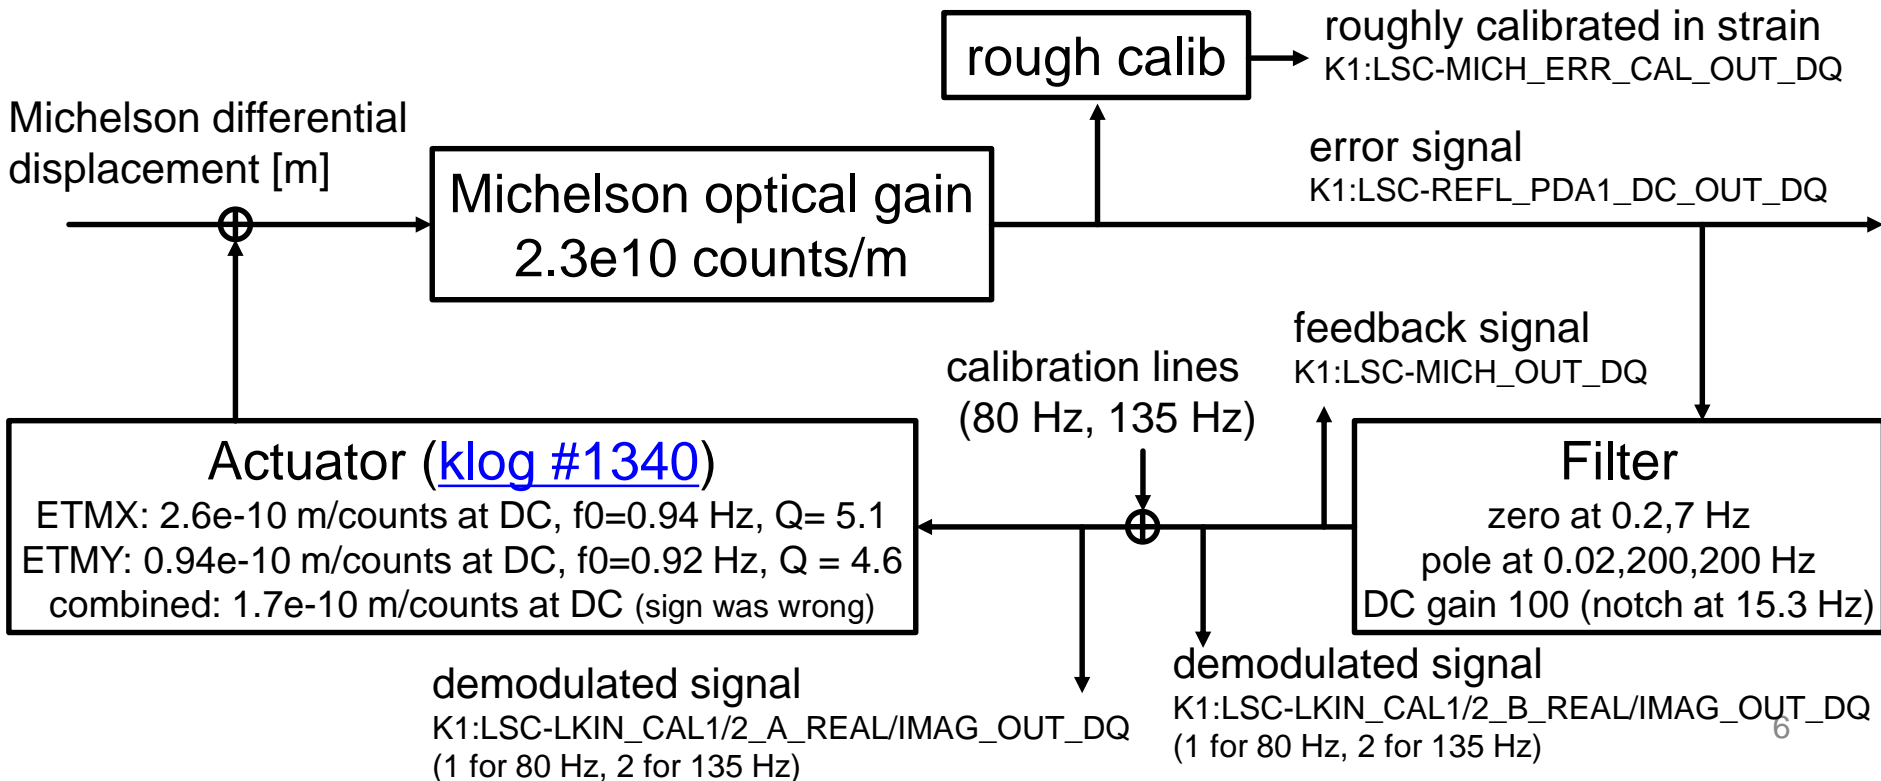 rough calib
roughly calibrated in strain
K1:LSC-MICH_ERR_CAL_OUT_DQ
Michelson differential
displacement [m]
Michelson optical gain
2.3e10 counts/m
error signal
K1:LSC-REFL_PDA1_DC_OUT_DQ
feedback signal
K1:LSC-MICH_OUT_DQ
calibration lines
(80 Hz, 135 Hz)
Actuator (klog #1340)
ETMX: 2.6e-10 m/counts at DC, f0=0.94 Hz, Q= 5.1
ETMY: 0.94e-10 m/counts at DC, f0=0.92 Hz, Q = 4.6
combined: 1.7e-10 m/counts at DC (sign was wrong)
Filter
zero at 0.2,7 Hz
pole at 0.02,200,200 Hz
DC gain 100 (notch at 15.3 Hz)
demodulated signal
K1:LSC-LKIN_CAL1/2_A_REAL/IMAG_OUT_DQ
(1 for 80 Hz, 2 for 135 Hz)
demodulated signal
K1:LSC-LKIN_CAL1/2_B_REAL/IMAG_OUT_DQ
(1 for 80 Hz, 2 for 135 Hz)
6